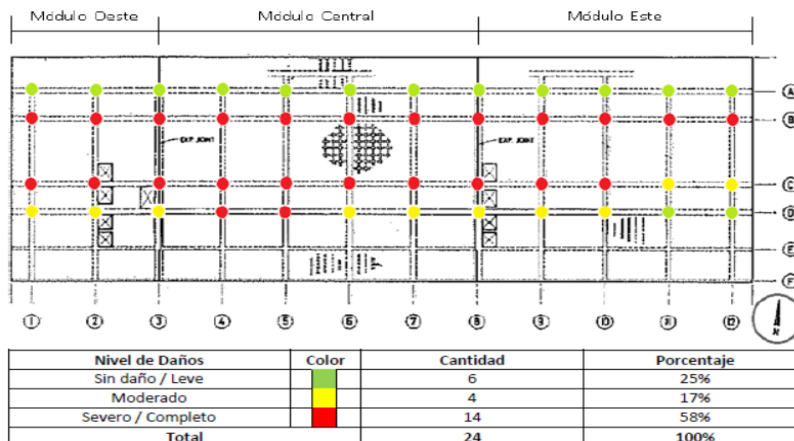 Módulo Oeste Módulo Central Módulo Este
A
B
EXP. JOINT EXP. JOINT
C
D
E
F
1 2 3 4 5 6 7 8 9 10 11 12
N
Nivel de Daños Color Cantidad Porcentaje
Sin daño / Leve 6 25%
Moderado 4 17%
Severo / Completo 14 58%
Total 24 100%